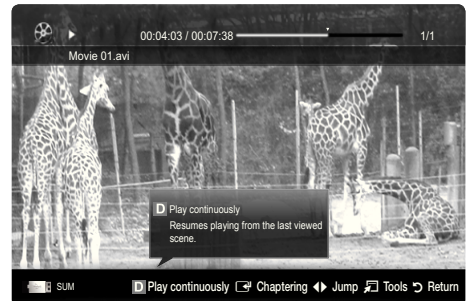 00:04:03 / 00:07:38
1/1
Movie 01.avi
D Play continuously
Resumes playing from the last viewed
scene.
SUM
D Play continuously Chaptering Jump Tools Return